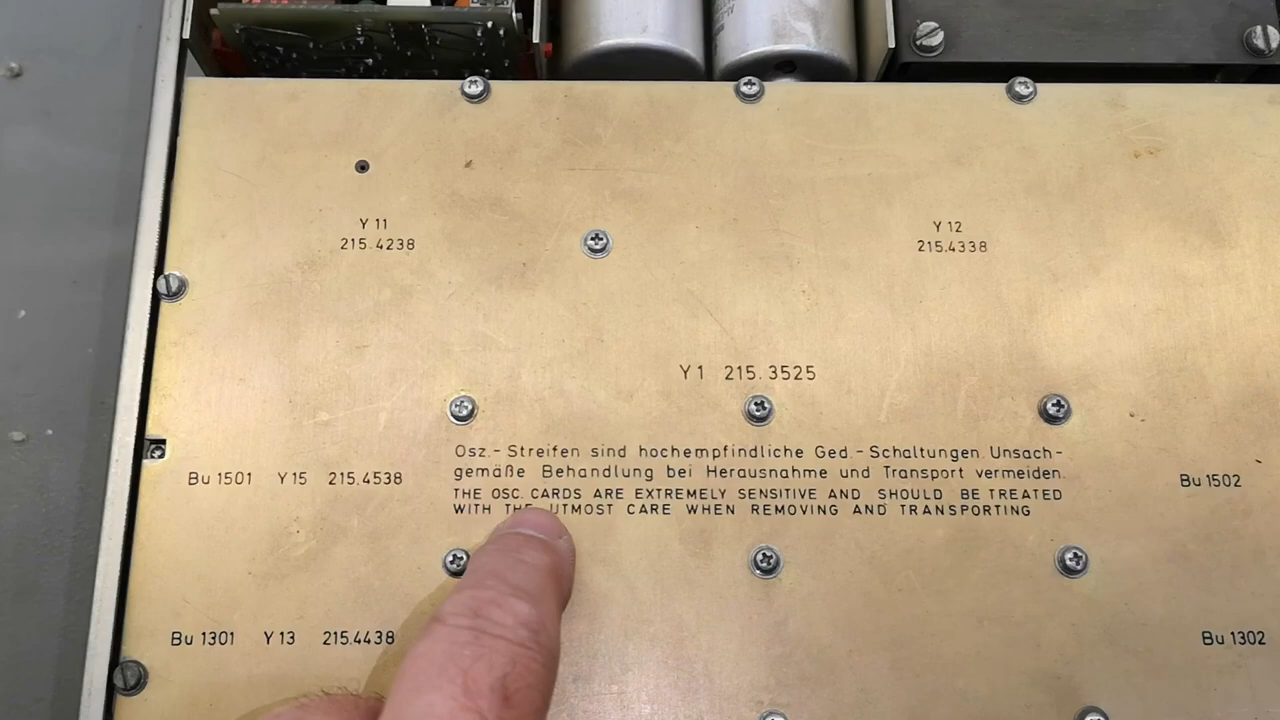 Y 11
215.4238
Y 12
215.4338
Y 1 215.3525
Osz.- Streifen sind hochempfindliche Ged.- Schaltungen. Unsach-
gemäße Behandlung bei Herausnahme und Transport vermeiden.
THE OSC. CARDS ARE EXTREMELY SENSITIVE AND SHOULD BE TREATED
WITH THE UTMOST CARE WHEN REMOVING AND TRANSPORTING
Bu 1501 Y 15 215.4538
Bu 1502
Bu 1301 Y 13 215.4438
Bu 1302